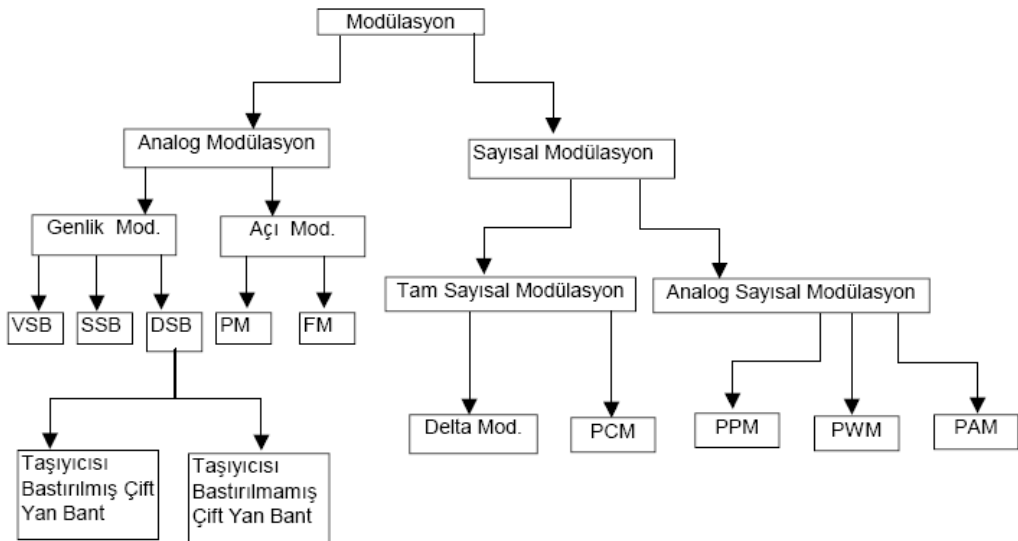 Modülasyon
Analog Modülasyon
Sayısal Modülasyon
Genlik Mod.
Açı Mod.
Tam Sayısal Modülasyon
Analog Sayısal Modülasyon
VSB
SSB
DSB
PM
FM
Delta Mod.
PCM
PPM
PWM
PAM
Taşıyıcısı
Bastırılmış Çift
Yan Bant
Taşıyıcısı
Bastırılmamış
Çift Yan Bant